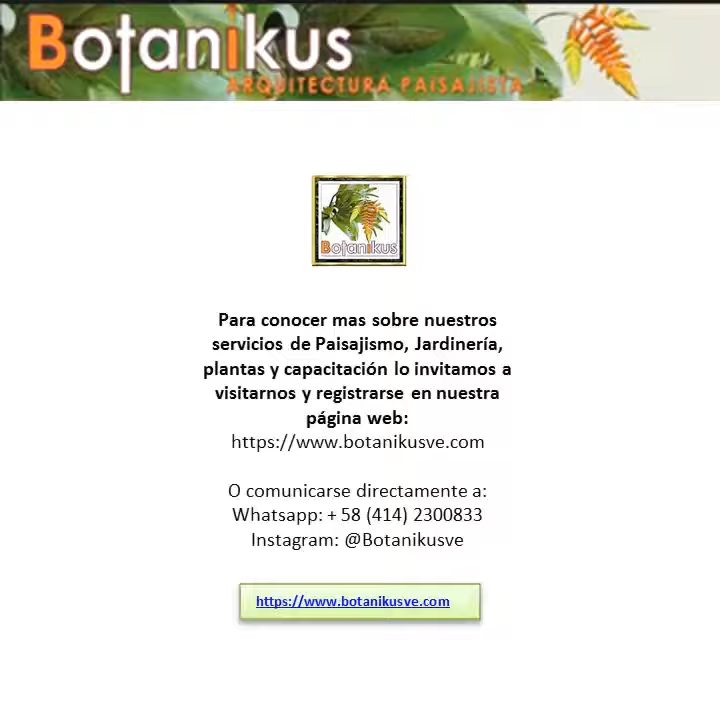 Botanikus
ARQUITECTURA PAISAJISTA
Botanikus
Para conocer mas sobre nuestros
servicios de Paisajismo, Jardinería,
plantas y capacitación lo invitamos a
visitarnos y registrarse en nuestra
página web:
https://www.botanikusve.com
O comunicarse directamente a:
Whatsapp: + 58 (414) 2300833
Instagram: @Botanikusve
https://www.botanikusve.com